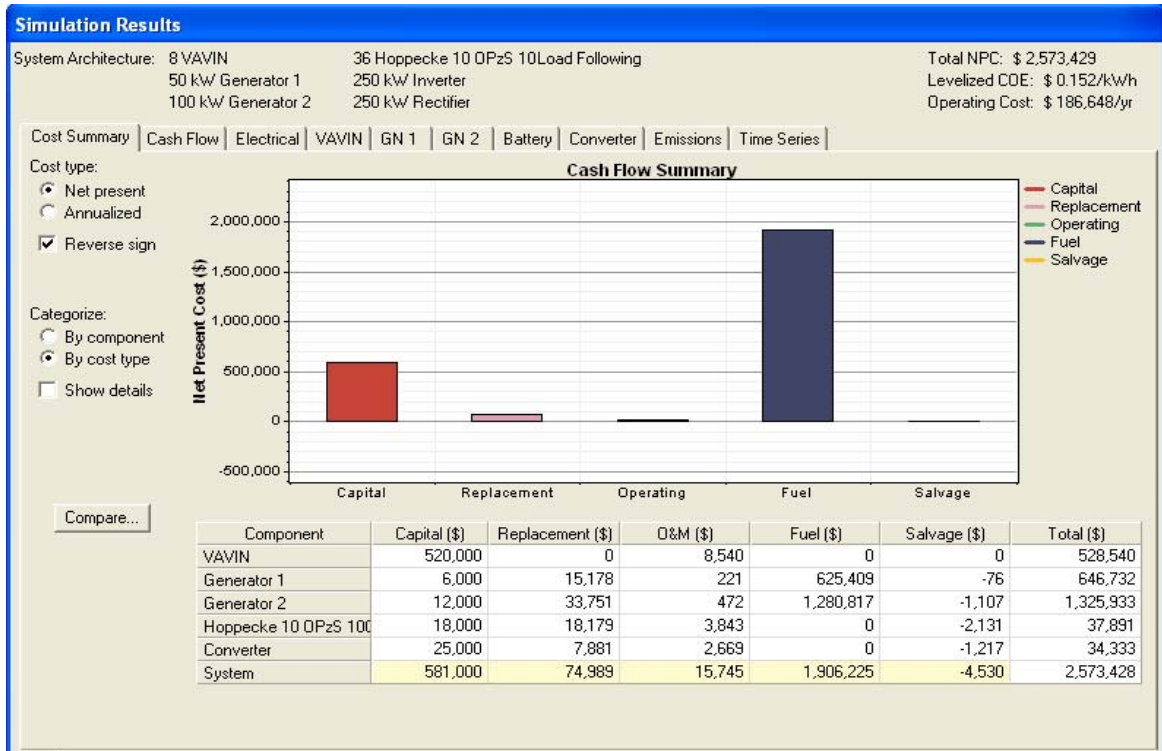 Simulation Results
System Architecture: 8 VAVIN 36 Hoppecke 10 OPzS 10Load Following Total NPC: $ 2,573,429
50 kW Generator 1 250 kW Inverter Levelized COE: $ 0.152/kWh
100 kW Generator 2 250 kW Rectifier Operating Cost: $ 186,648/yr
Cost Summary Cash Flow Electrical VAVIN GN 1 GN 2 Battery Converter Emissions Time Series
Cost type:
Net present
Annualized
Reverse sign
Categorize:
By component
By cost type
Show details
Compare...
Cash Flow Summary
Net Present Cost ($)
2,000,000
1,500,000
1,000,000
500,000
0
-500,000
Capital Replacement Operating Fuel Salvage
Capital
Replacement
Operating
Fuel
Salvage
Component Capital ($) Replacement ($) O&M ($) Fuel ($) Salvage ($) Total ($)
VAVIN 520,000 0 8,540 0 0 528,540
Generator 1 6,000 15,178 221 625,409 -76 646,732
Generator 2 12,000 33,751 472 1,280,817 -1,107 1,325,933
Hoppecke 10 OPzS 100 18,000 18,179 3,843 0 -2,131 37,891
Converter 25,000 7,881 2,669 0 -1,217 34,333
System 581,000 74,989 15,745 1,906,225 -4,530 2,573,428